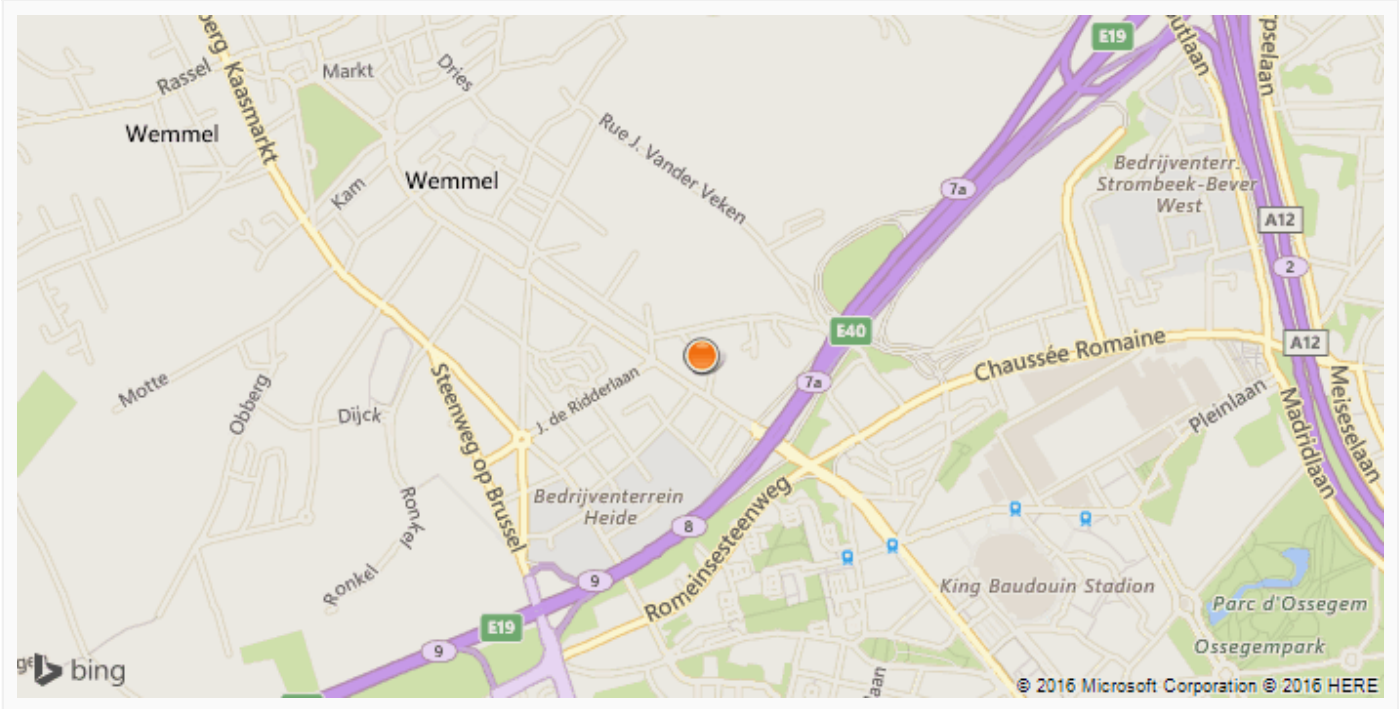 E19
Rassel
Kaasmarkt
Markt
Dries
Wemmel
Wemmel
Kam
Rue J. Vander Veken
7a
Bedrijventerr.
Strombeek-Bever
West
A12
2
E40
A12
Chaussée Romaine
7a
Motte
Obberg
Dijck
J. de Ridderlaan
Steenweg op Brussel
Pleinlaan
Madridlaan
Meiseselaan
Ronkel
Ronkel
Bedrijventerrein
Heide
8
9
Romeinsesteenweg
King Baudouin Stadion
Parc d'Ossegem
Ossegempark
E19
9
bing
© 2016 Microsoft Corporation © 2016 HERE